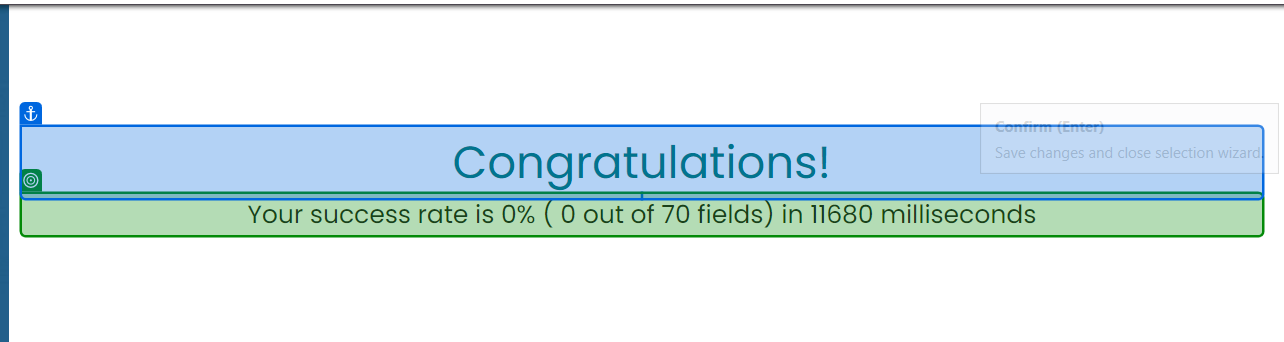 Confirm (Enter)
Save changes and close selection wizard.
Congratulations!
Your success rate is 0% ( 0 out of 70 fields) in 11680 milliseconds